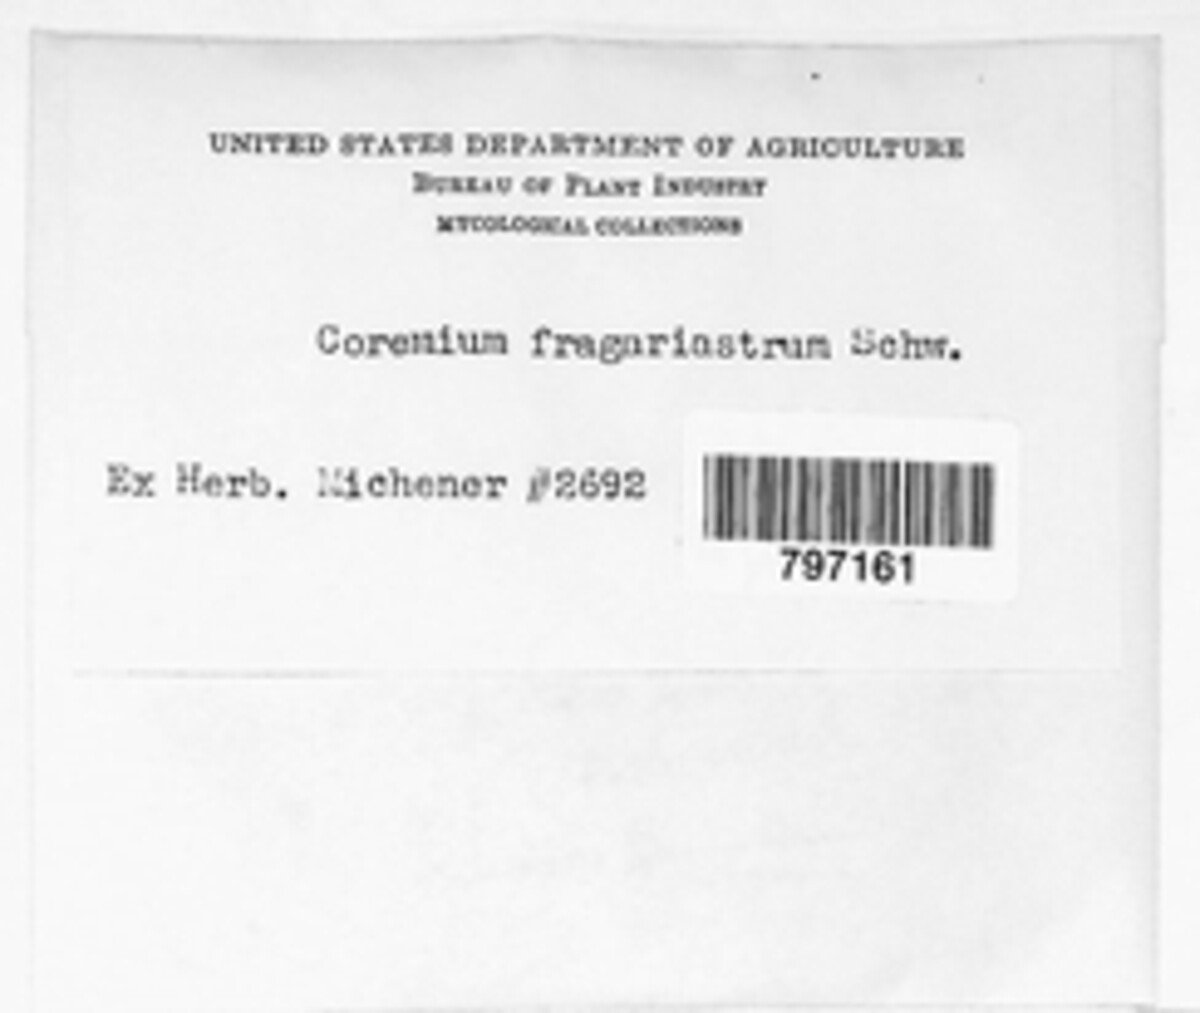 UNITED STATES DEPARTMENT OF AGRICULTURE
BUREAU OF PLANT INDUSTRY
MYCOLOGICAL COLLECTIONS
Coremium fragariastrum Schw.
Ex Herb. Michener #2692
797161